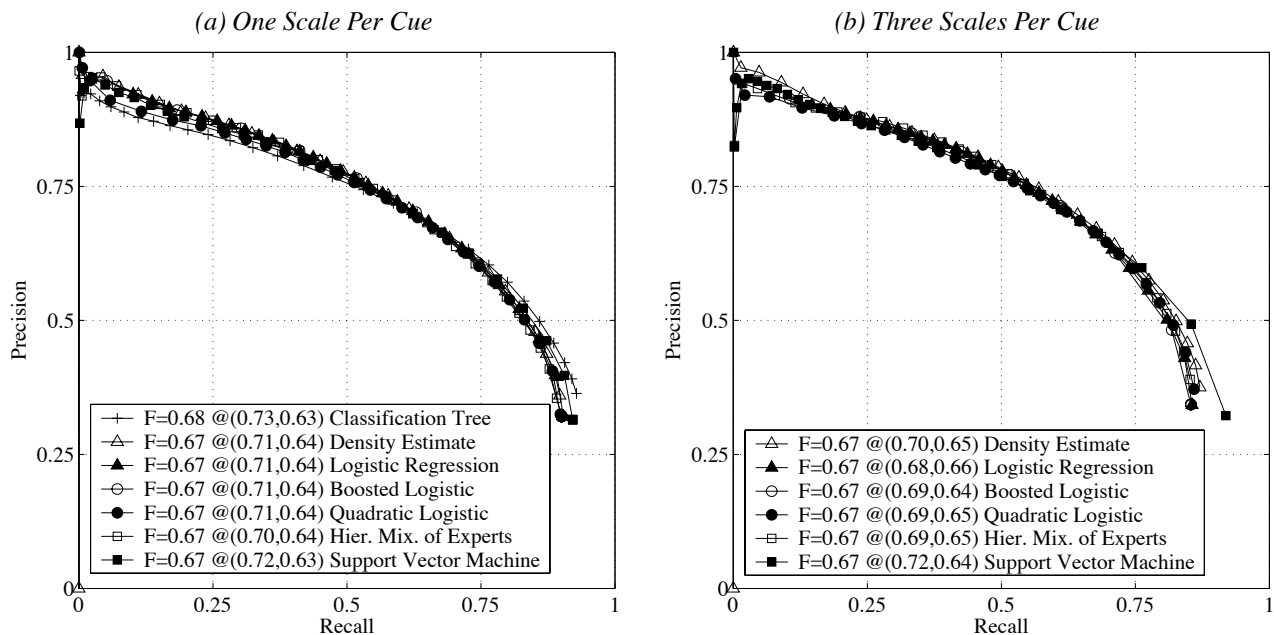 (a) One Scale Per Cue
1
0.75
0.5
0.25
0
Precision
F=0.68 @(0.73,0.63) Classification Tree
F=0.67 @(0.71,0.64) Density Estimate
F=0.67 @(0.71,0.64) Logistic Regression
F=0.67 @(0.71,0.64) Boosted Logistic
F=0.67 @(0.71,0.64) Quadratic Logistic
F=0.67 @(0.70,0.64) Hier. Mix. of Experts
F=0.67 @(0.72,0.63) Support Vector Machine
0
0.25
0.5
0.75
1
Recall
(b) Three Scales Per Cue
1
0.75
0.5
0.25
0
Precision
F=0.67 @(0.70,0.65) Density Estimate
F=0.67 @(0.68,0.66) Logistic Regression
F=0.67 @(0.69,0.64) Boosted Logistic
F=0.67 @(0.69,0.65) Quadratic Logistic
F=0.67 @(0.69,0.65) Hier. Mix. of Experts
F=0.67 @(0.72,0.64) Support Vector Machine
0
0.25
0.5
0.75
1
Recall